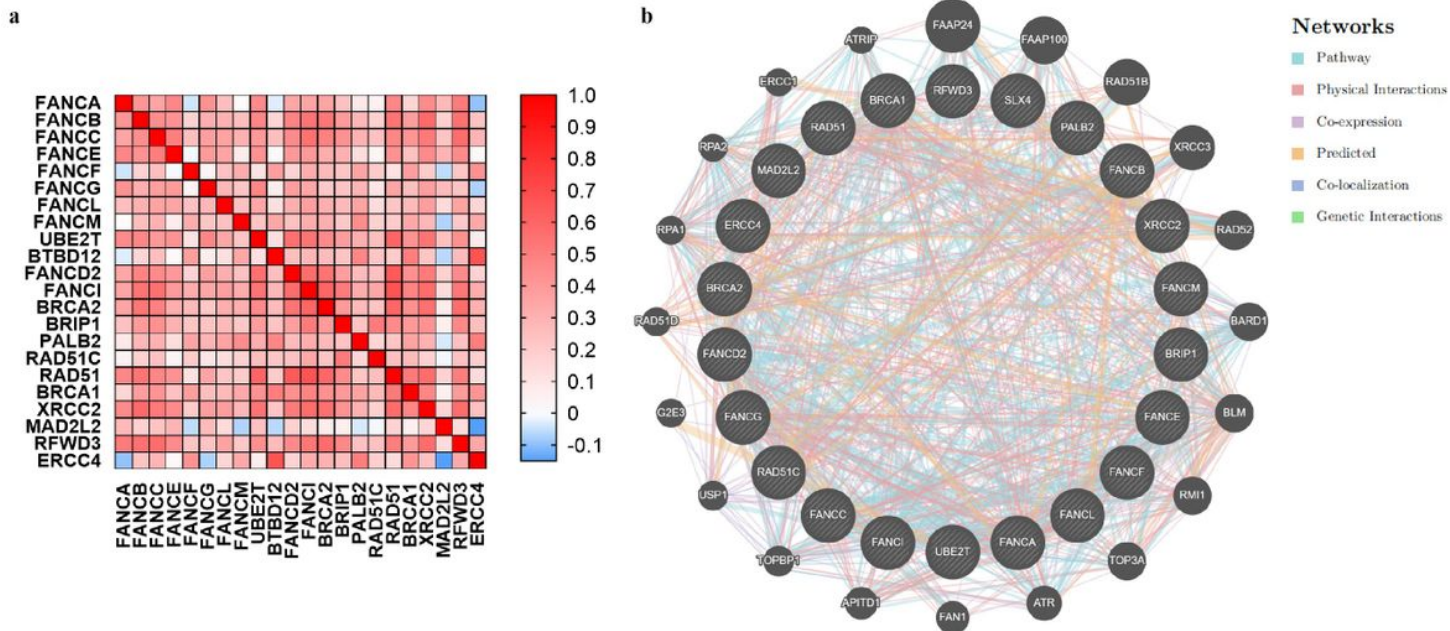 a
FANCA
FANCB
FANCC
FANCE
FANCF
FANCG
FANCL
FANCM
UBE2T
BTBD12
FANCD2
FANCI
BRCA2
BRIP1
PALB2
RAD51C
RAD51
BRCA1
XRCC2
MAD2L2
RFWD3
ERCC4
1.0
0.9
0.8
0.7
0.6
0.5
0.4
0.3
0.2
0.1
0
-0.1
FANCA
FANCB
FANCC
FANCE
FANCF
FANCG
FANCL
FANCM
UBE2T
BTBD12
FANCD2
FANCI
BRCA2
BRIP1
PALB2
RAD51C
RAD51
BRCA1
XRCC2
MAD2L2
RFWD3
ERCC4
b
FAAP24
FAAP100
RAD51B
XRCC3
RAD52
BARD1
BLM
RMI1
TOP3A
ATR
FAN1
APITD1
TOPBP1
USP1
G2E3
RAD51D
RPA1
RPA2
ERCC1
ATRIP
RFWD3
SLX4
PALB2
FANCB
XRCC2
FANCM
BRIP1
FANCE
FANCF
FANCL
FANCA
UBE2T
FANCI
FANCC
RAD51C
FANCG
FANCD2
BRCA2
ERCC4
MAD2L2
RAD51
BRCA1
Networks
Pathway
Physical Interactions
Co-expression
Predicted
Co-localization
Genetic Interactions